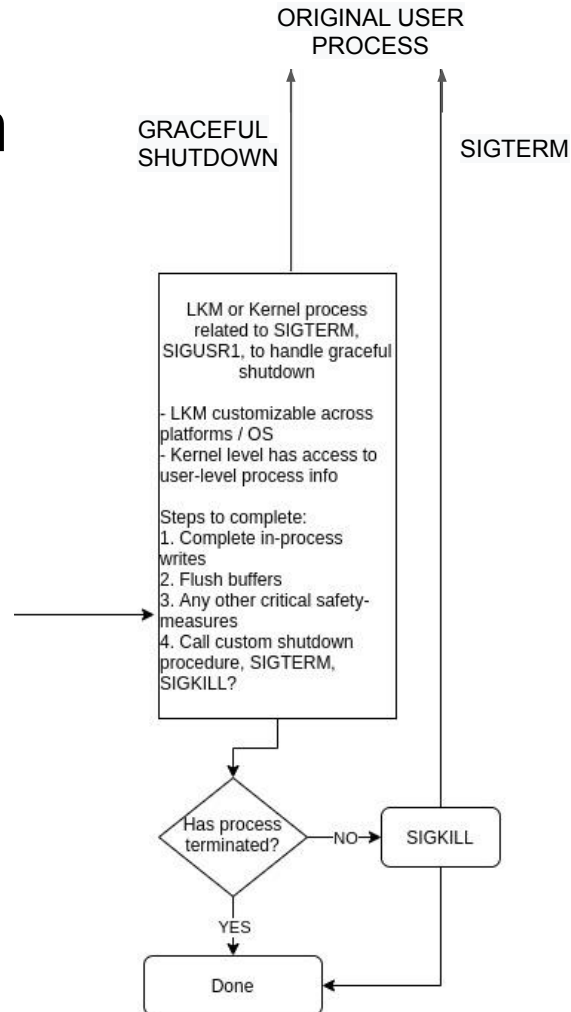 ORIGINAL USER
PROCESS
GRACEFUL
SHUTDOWN
SIGTERM
LKM or Kernel process
related to SIGTERM,
SIGUSR1, to handle graceful
shutdown
- LKM customizable across
platforms / OS
- Kernel level has access to
user-level process info
Steps to complete:
1. Complete in-process
writes
2. Flush buffers
3. Any other critical safety-
measures
4. Call custom shutdown
procedure, SIGTERM,
SIGKILL?
Has process
terminated?
NO
SIGKILL
YES
Done